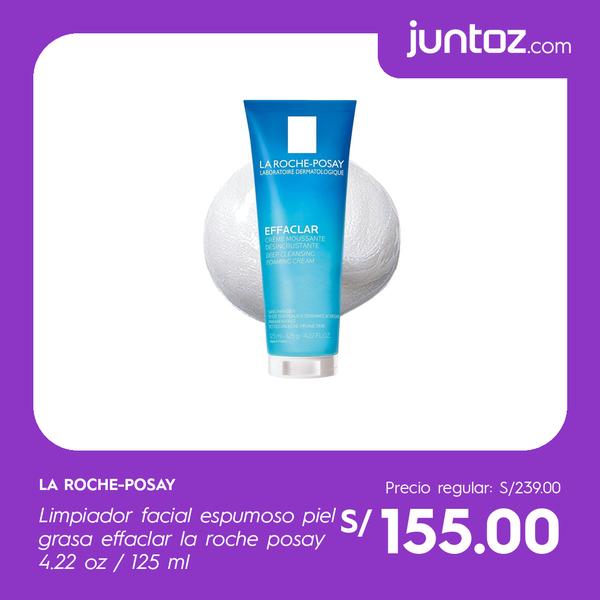 juntoz.com
LA ROCHE-POSAY
LABORATOIRE DERMATOLOGIQUE
EFFACLAR
CRÈME MOUSSANTE
DÉSINCRUSTANTE
DEEP CLEANSING
FOAMING CREAM
LA ROCHE-POSAY
Limpiador facial espumoso piel
grasa effaclar la roche posay
4.22 oz / 125 ml
Precio regular: S/239.00
S/155.00